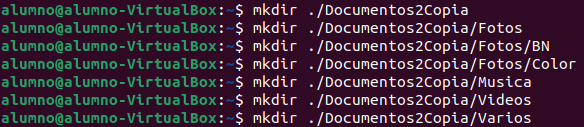 alumno@alumno-VirtualBox:~$ mkdir ./Documentos2Copia
alumno@alumno-VirtualBox:~$ mkdir ./Documentos2Copia/Fotos
alumno@alumno-VirtualBox:~$ mkdir ./Documentos2Copia/Fotos/BN
alumno@alumno-VirtualBox:~$ mkdir ./Documentos2Copia/Fotos/Color
alumno@alumno-VirtualBox:~$ mkdir ./Documentos2Copia/Musica
alumno@alumno-VirtualBox:~$ mkdir ./Documentos2Copia/Videos
alumno@alumno-VirtualBox:~$ mkdir ./Documentos2Copia/Varios